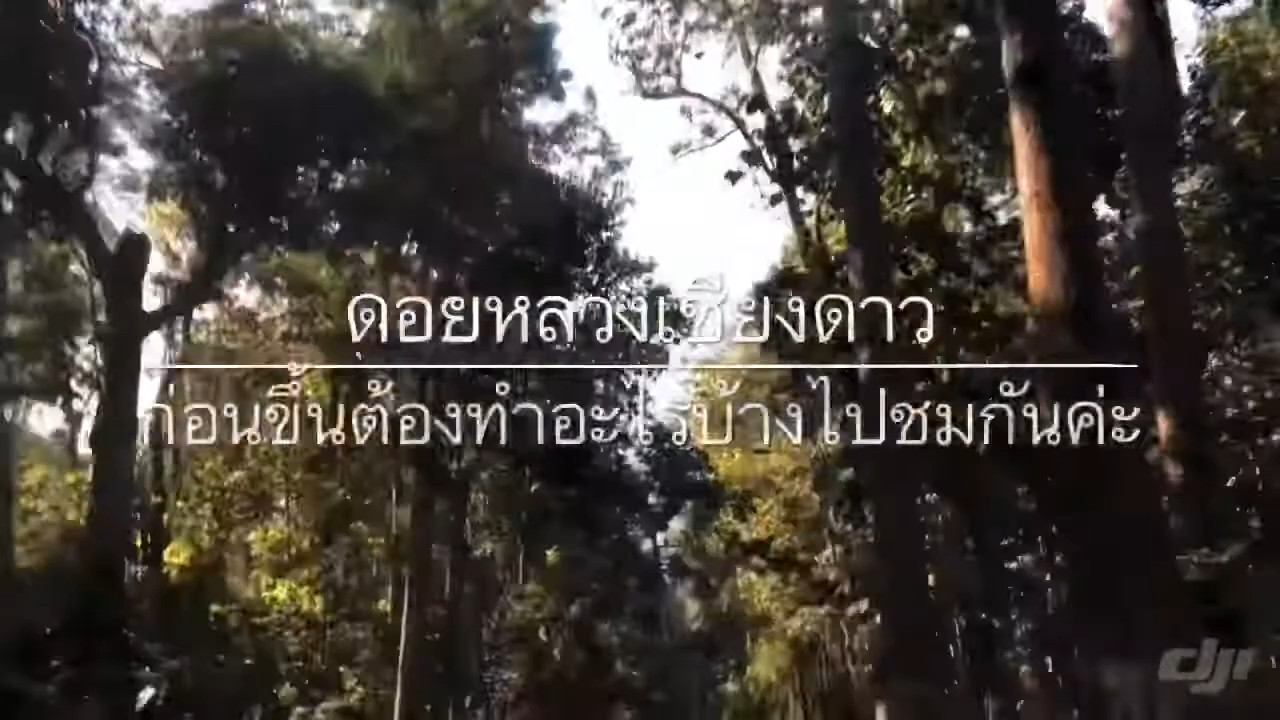 ดอยหลวงเชียงดาว
ก่อนขึ้นต้องทำอะไรบ้างไปชมกันค่ะ
dji